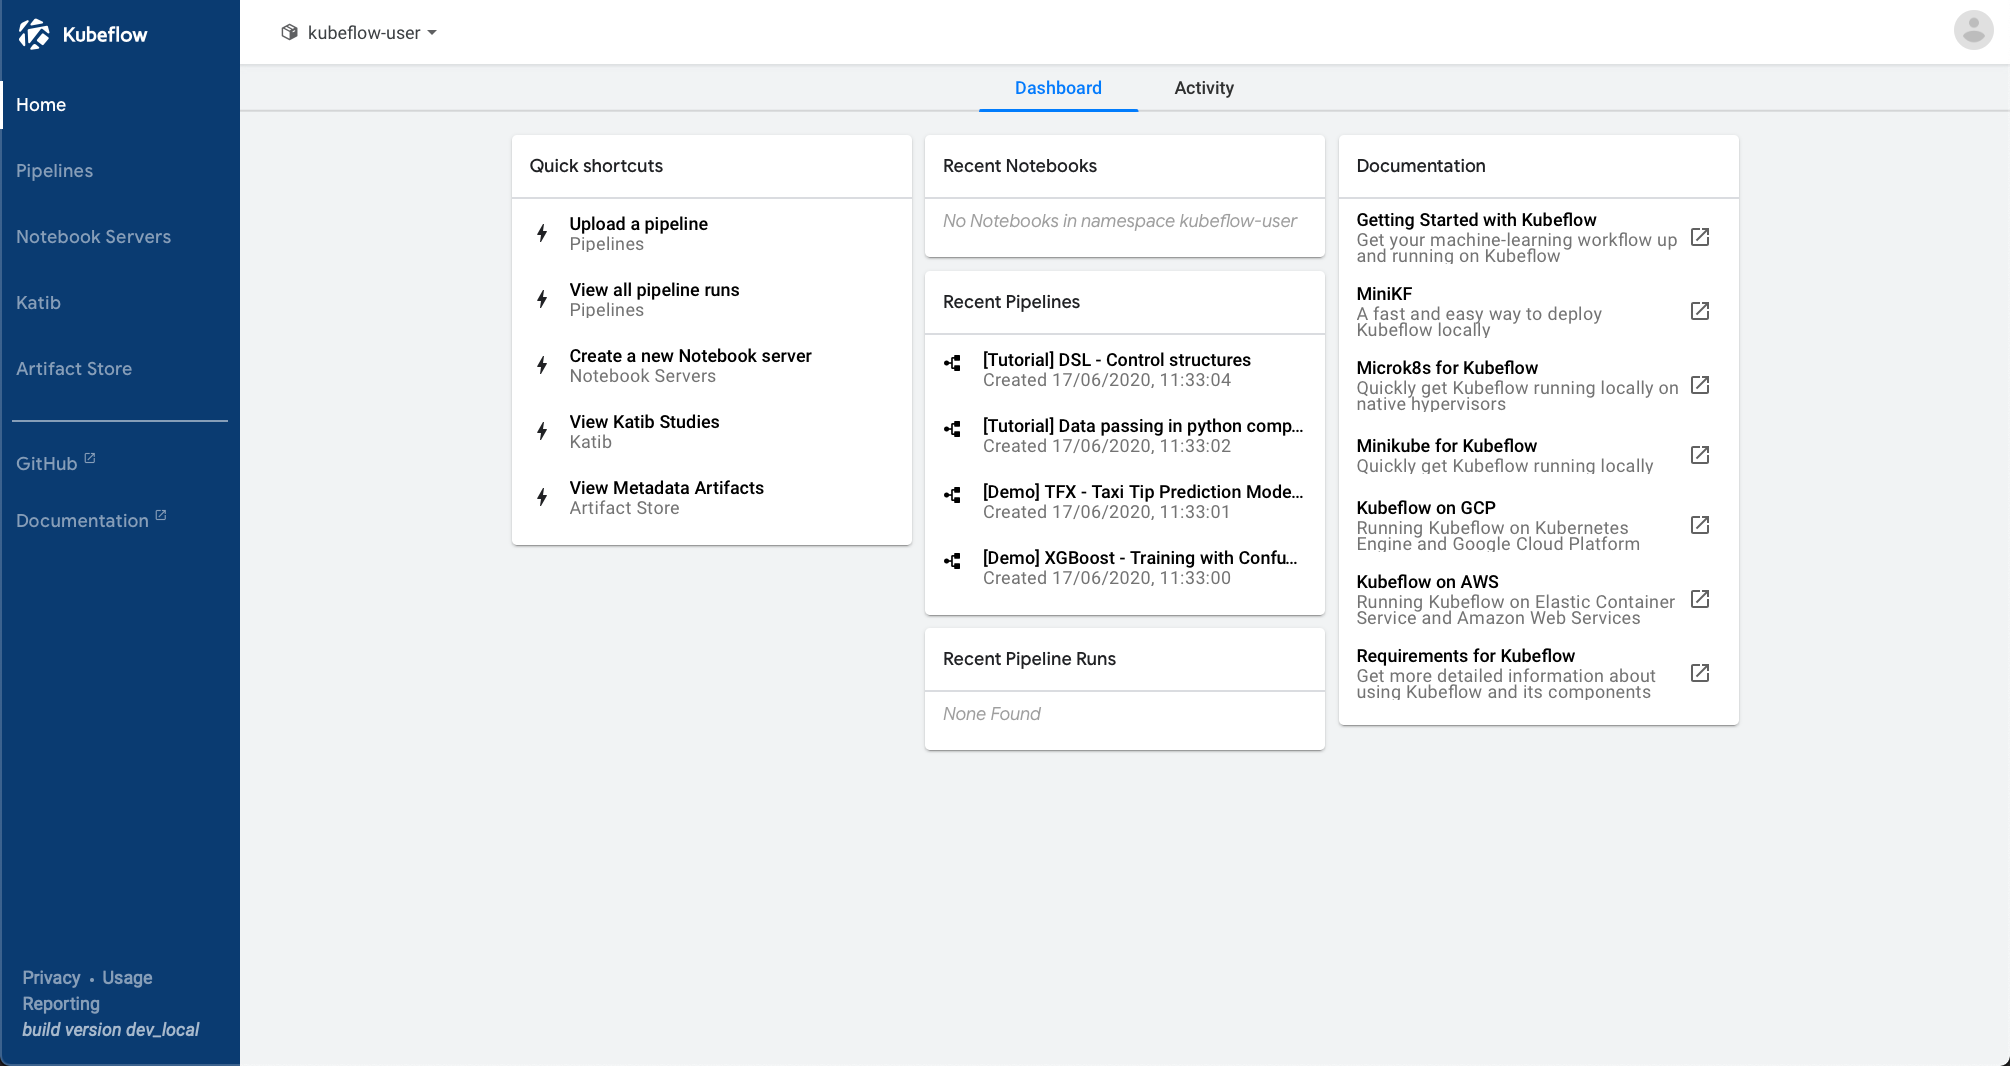 Kubeflow
kubeflow-user
Home
Pipelines
Notebook Servers
Katib
Artifact Store
GitHub
Documentation
Privacy • Usage
Reporting
build version dev_local
Dashboard
Activity
Quick shortcuts
Upload a pipeline
Pipelines
View all pipeline runs
Pipelines
Create a new Notebook server
Notebook Servers
View Katib Studies
Katib
View Metadata Artifacts
Artifact Store
Recent Notebooks
No Notebooks in namespace kubeflow-user
Recent Pipelines
[Tutorial] DSL - Control structures
Created 17/06/2020, 11:33:04
[Tutorial] Data passing in python comp...
Created 17/06/2020, 11:33:02
[Demo] TFX - Taxi Tip Prediction Mode...
Created 17/06/2020, 11:33:01
[Demo] XGBoost - Training with Confu...
Created 17/06/2020, 11:33:00
Recent Pipeline Runs
None Found
Documentation
Getting Started with Kubeflow
Get your machine-learning workflow up
and running on Kubeflow
MiniKF
A fast and easy way to deploy
Kubeflow locally
Microk8s for Kubeflow
Quickly get Kubeflow running locally on
native hypervisors
Minikube for Kubeflow
Quickly get Kubeflow running locally
Kubeflow on GCP
Running Kubeflow on Kubernetes
Engine and Google Cloud Platform
Kubeflow on AWS
Running Kubeflow on Elastic Container
Service and Amazon Web Services
Requirements for Kubeflow
Get more detailed information about
using Kubeflow and its components